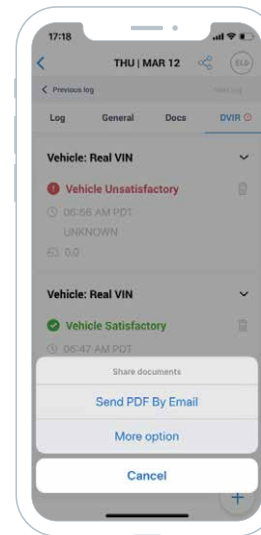 17:18
THU | MAR 12
ELD
Previous log
Log General Docs DVIR
Vehicle: Real VIN
Vehicle Unsatisfactory
06:56 AM PDT
UNKNOWN
0.0
Vehicle: Real VIN
Vehicle Satisfactory
06:47 AM PDT
Share documents
Send PDF By Email
More option
Cancel